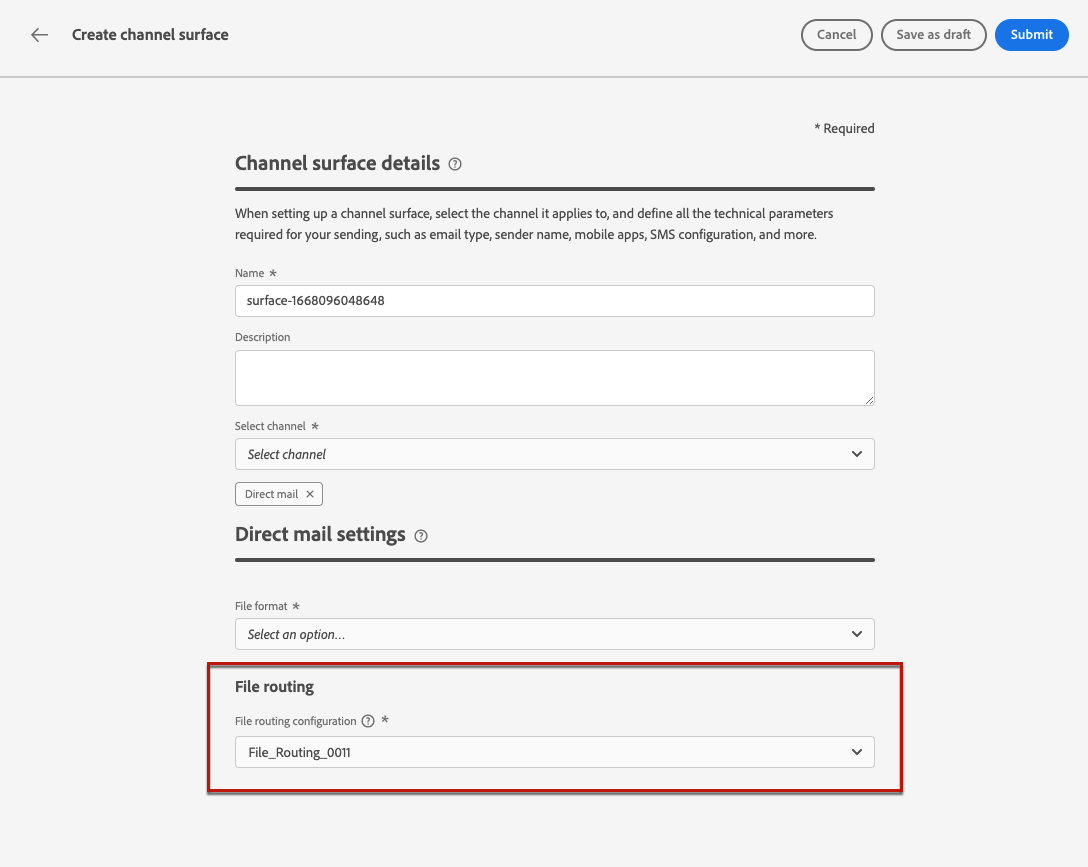 Create channel surface
Cancel
Save as draft
Submit
* Required
Channel surface details
When setting up a channel surface, select the channel it applies to, and define all the technical parameters
required for your sending, such as email type, sender name, mobile apps, SMS configuration, and more.
Name *
surface-1668096048648
Description
Select channel *
Select channel
Direct mail
Direct mail settings
File format *
Select an option...
File routing
File routing configuration *
File_Routing_0011